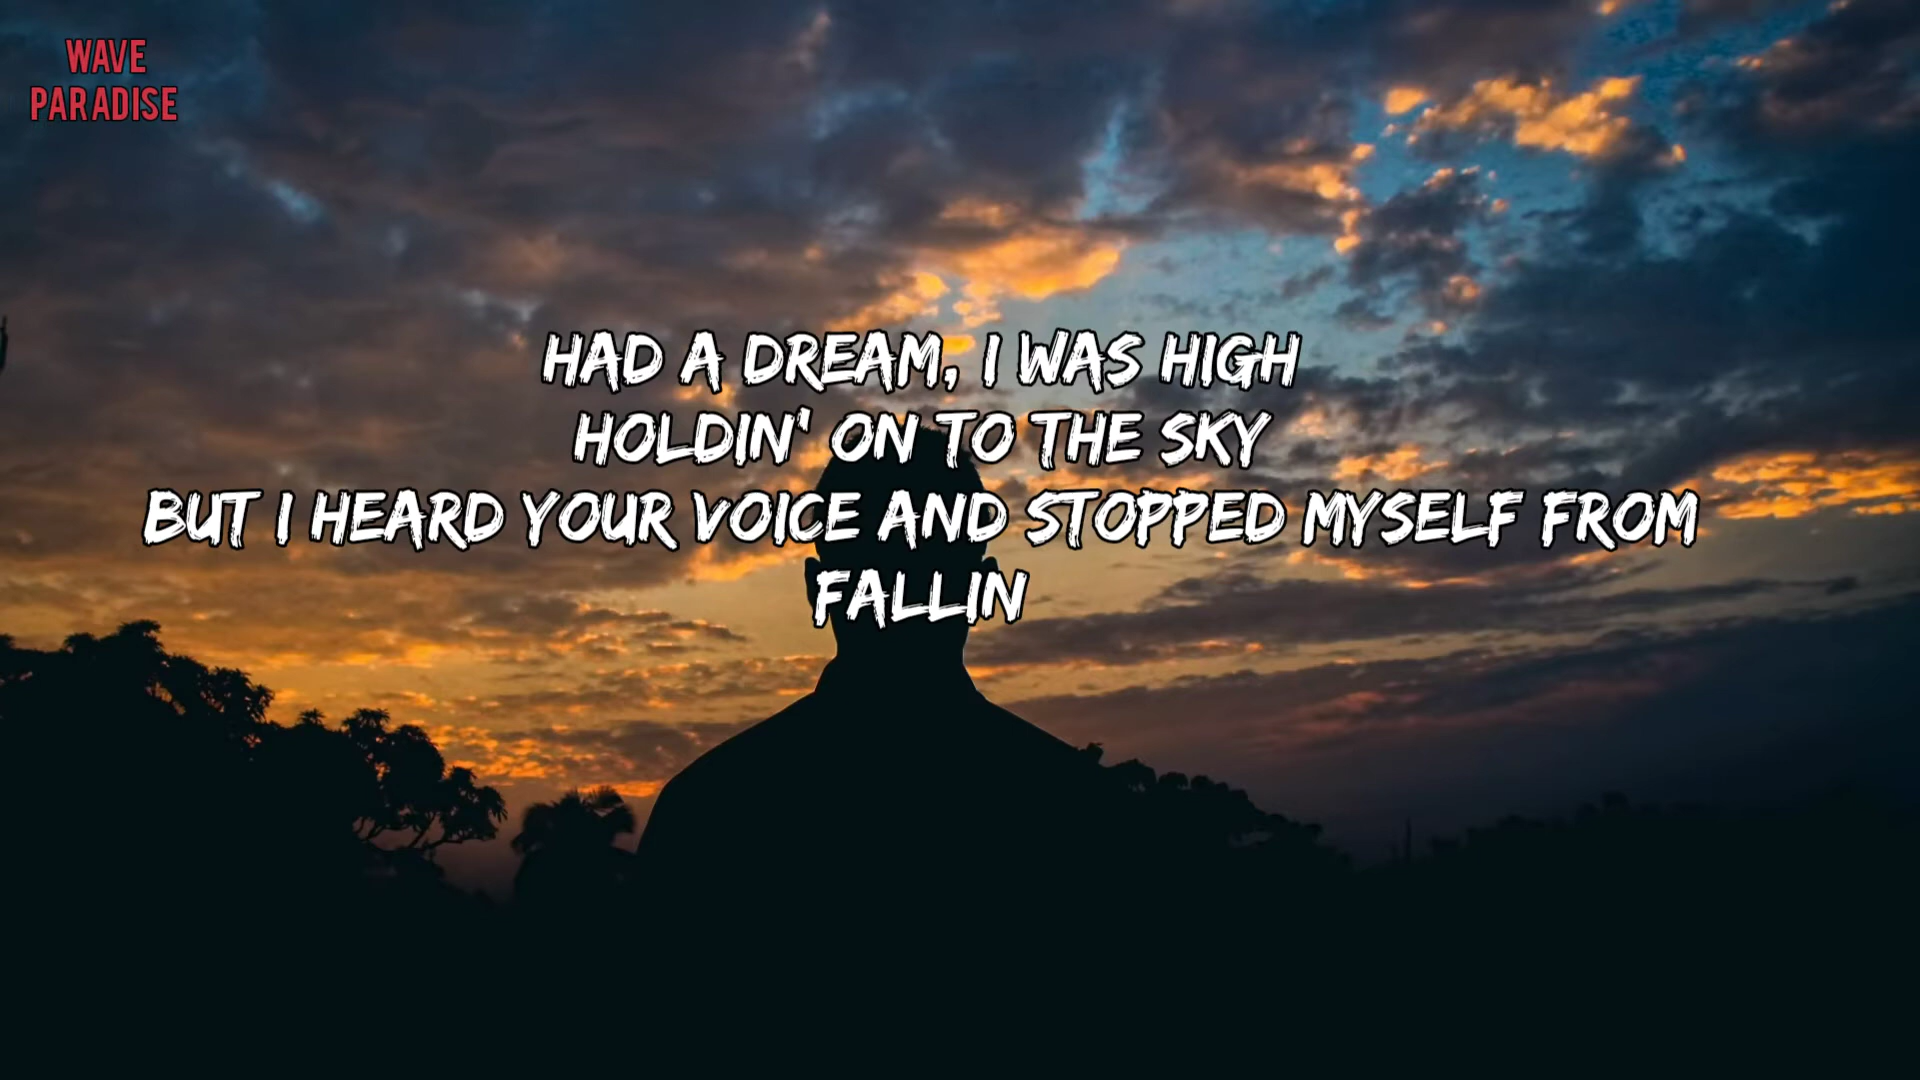 WAVE
PARADISE
HAD A DREAM, I WAS HIGH
HOLDIN' ON TO THE SKY
BUT I HEARD YOUR VOICE AND STOPPED MYSELF FROM
FALLIN